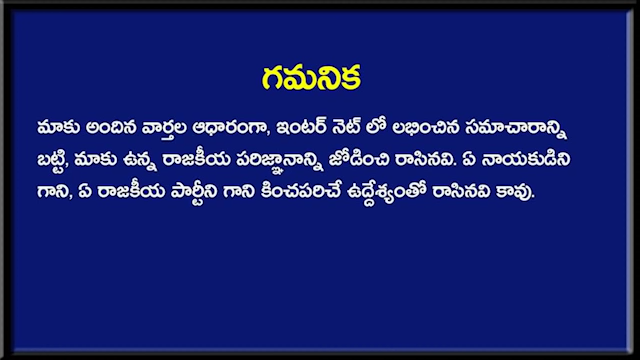 గమనిక
మాకు అందిన వార్తల ఆధారంగా, ఇంటర్ నెట్ లో లభించిన సమాచారాన్ని
బట్టి, మాకు ఉన్న రాజకీయ పరిజ్ఞానాన్ని జోడించి రాసినవి. ఏ నాయకుడిని
గాని, ఏ రాజకీయ పార్టీని గాని కించపరిచే ఉద్దేశ్యంతో రాసినవి కావు.